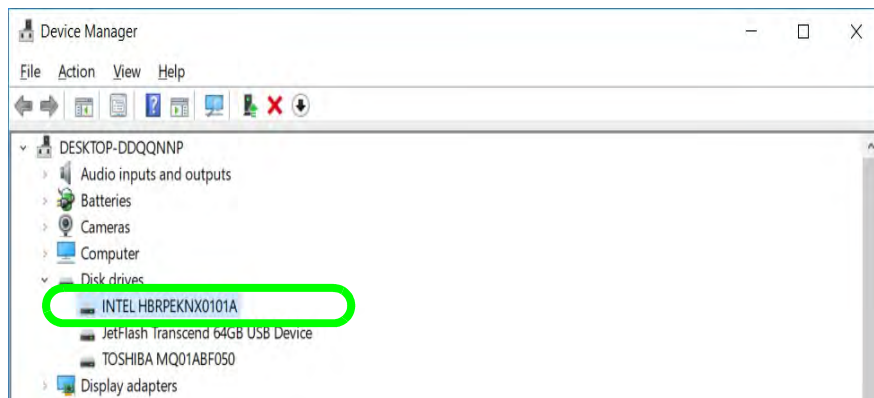 Device Manager
File Action View Help
DESKTOP-DDQQNNP
Audio inputs and outputs
Batteries
Cameras
Computer
Disk drives
INTEL HBRPEKNX0101A
JetFlash Transcend 64GB USB Device
TOSHIBA MQ01ABF050
Display adapters